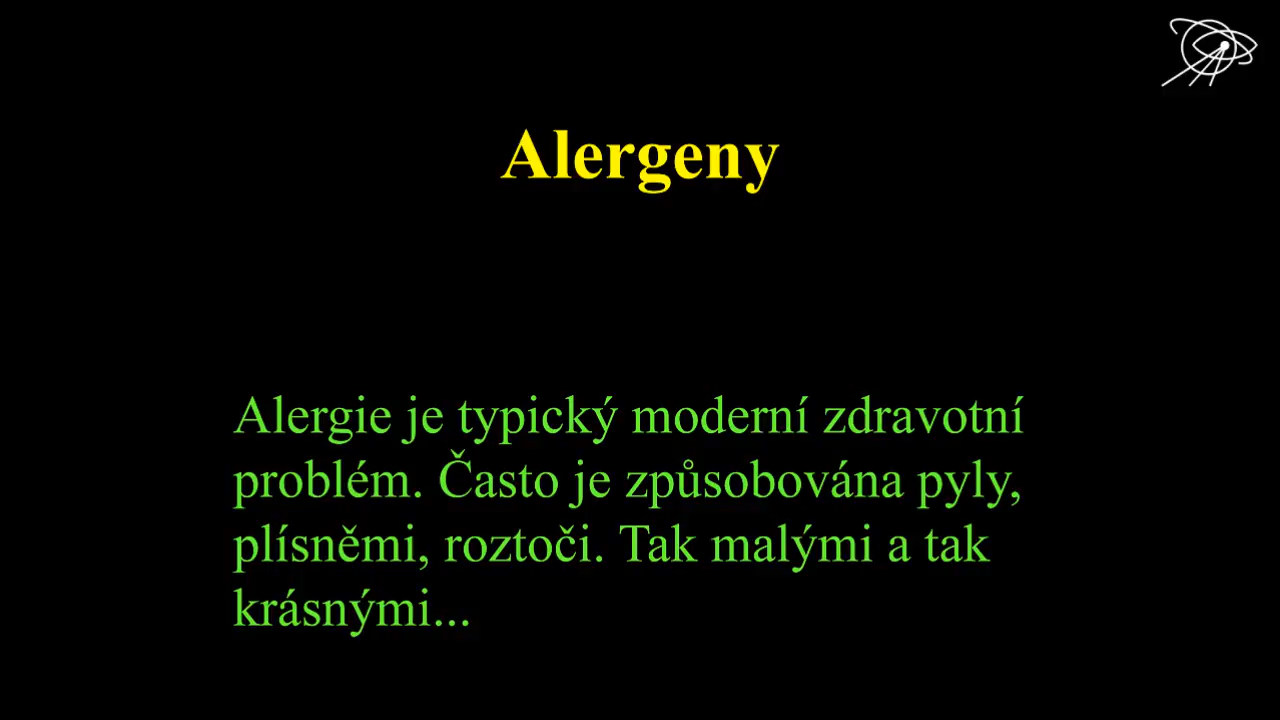 Alergeny
Alergie je typický moderní zdravotní
problém. Často je způsobována pyly,
plísněmi, roztoči. Tak malými a tak
krásnými...